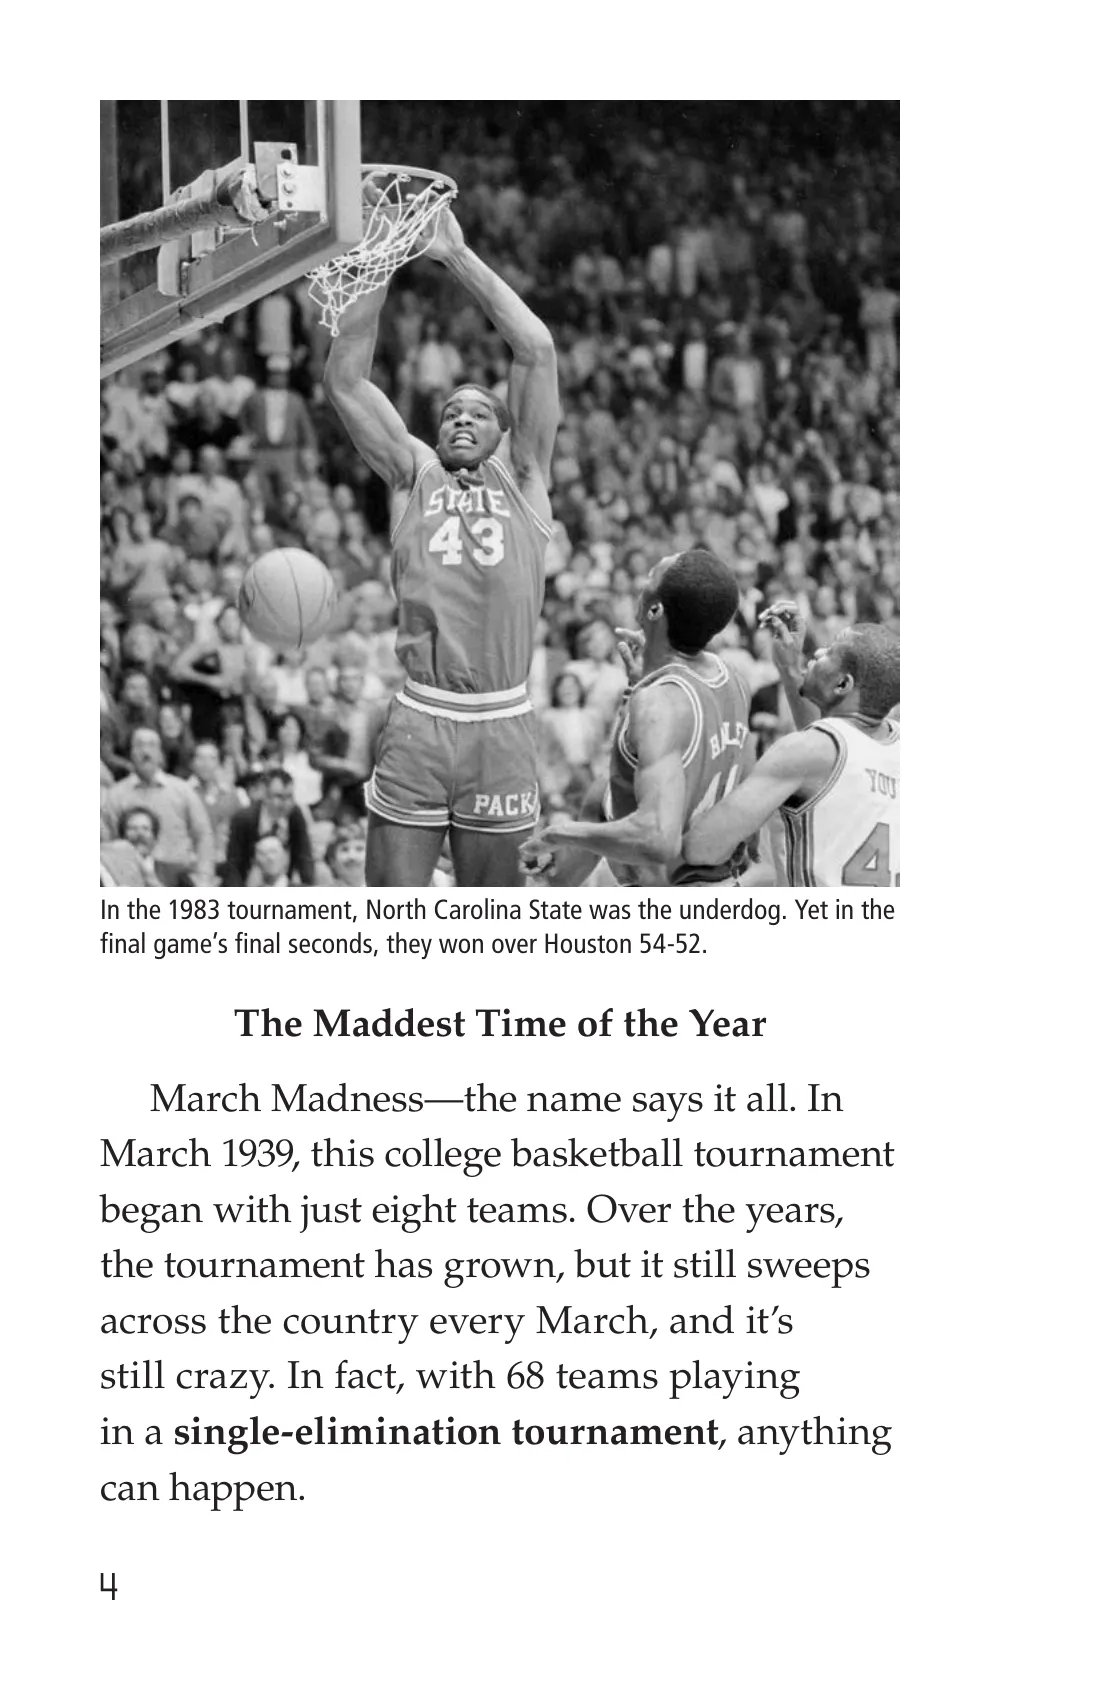 STATE
43
PACK
BAILEY
YOU
4
In the 1983 tournament, North Carolina State was the underdog. Yet in the
final game’s final seconds, they won over Houston 54-52.
The Maddest Time of the Year
March Madness—the name says it all. In
March 1939, this college basketball tournament
began with just eight teams. Over the years,
the tournament has grown, but it still sweeps
across the country every March, and it’s
still crazy. In fact, with 68 teams playing
in a single-elimination tournament, anything
can happen.
4